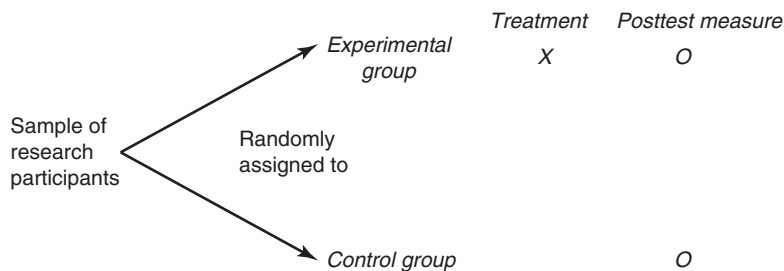 Treatment Posttest measure
Experimental
group X O
Sample of
research
participants
Randomly
assigned to
Control group O